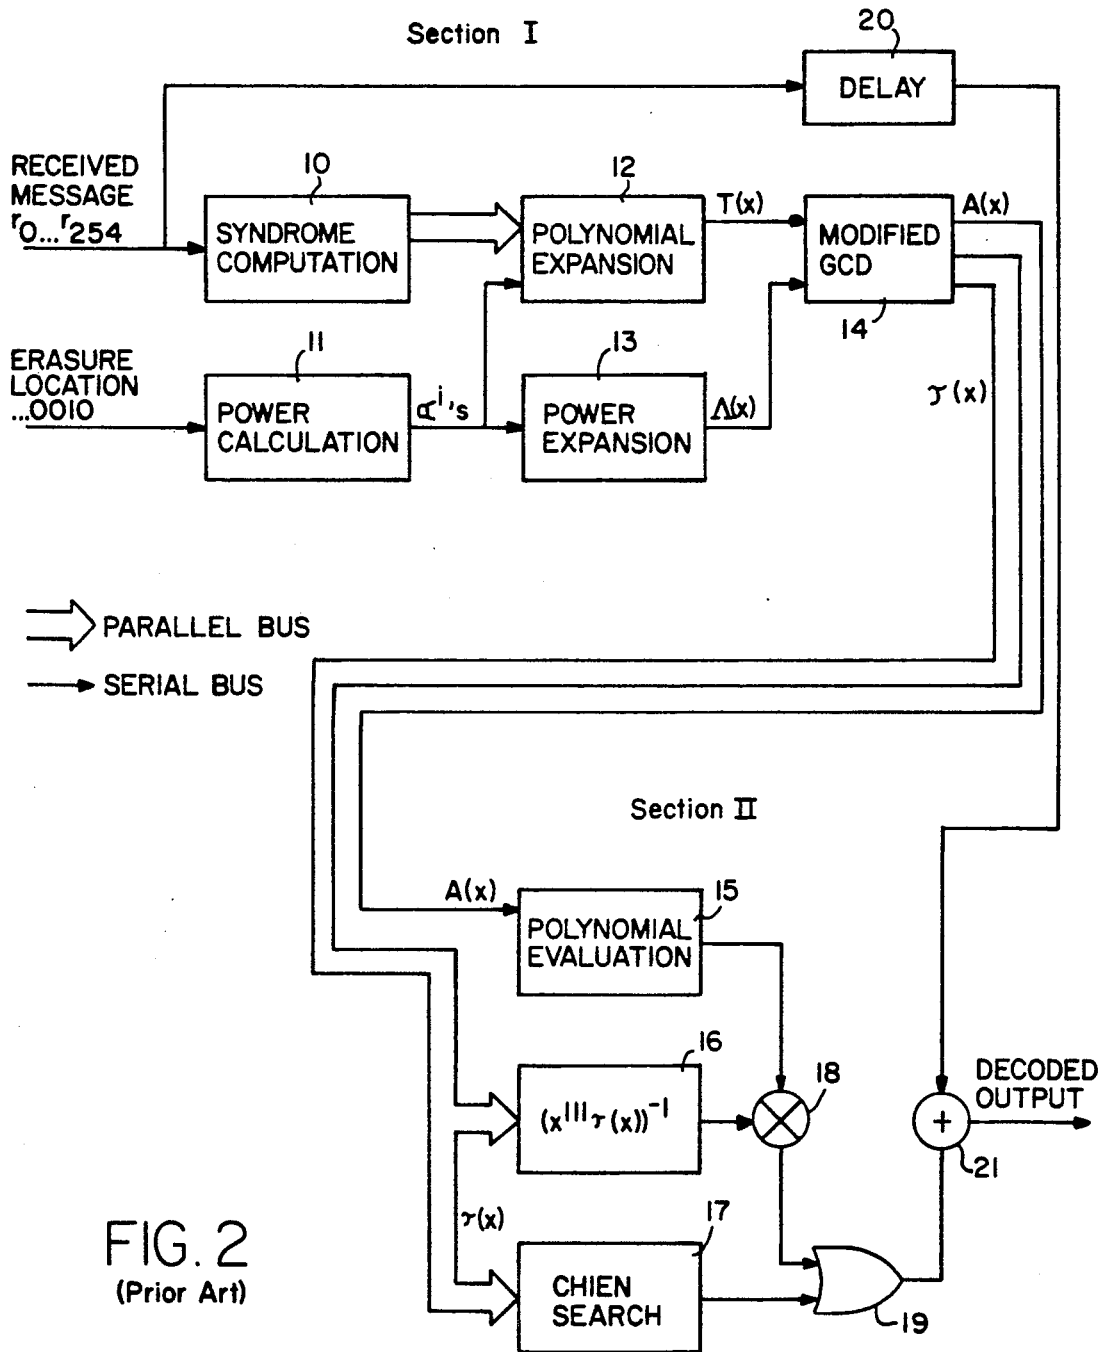 Section I
20
DELAY
RECEIVED
MESSAGE
r0...r254
10
SYNDROME
COMPUTATION
12
POLYNOMIAL
EXPANSION
T(x)
MODIFIED
GCD
14
A(x)
ERASURE
LOCATION
...0010
11
POWER
CALCULATION
αⁱ's
13
POWER
EXPANSION
Λ(x)
τ(x)
PARALLEL BUS
SERIAL BUS
Section II
A(x)
15
POLYNOMIAL
EVALUATION
16
(x¹¹¹τ(x))⁻¹
18
DECODED
OUTPUT
+
21
τ(x)
17
CHIEN
SEARCH
19
FIG. 2
(Prior Art)